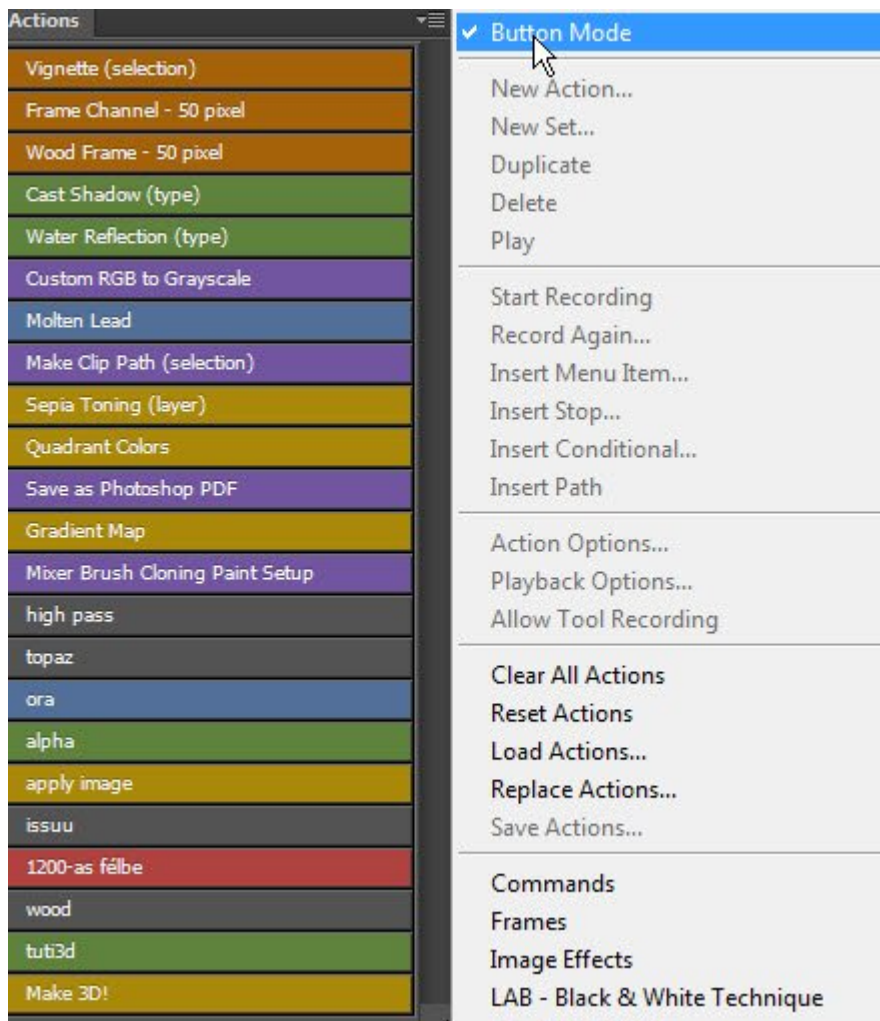 Actions
Vignette (selection)
Frame Channel - 50 pixel
Wood Frame - 50 pixel
Cast Shadow (type)
Water Reflection (type)
Custom RGB to Grayscale
Molten Lead
Make Clip Path (selection)
Sepia Toning (layer)
Quadrant Colors
Save as Photoshop PDF
Gradient Map
Mixer Brush Cloning Paint Setup
high pass
topaz
ora
alpha
apply image
issuu
1200-as félbe
wood
tuti3d
Make 3D!
Button Mode
New Action...
New Set...
Duplicate
Delete
Play
Start Recording
Record Again...
Insert Menu Item...
Insert Stop...
Insert Conditional...
Insert Path
Action Options...
Playback Options...
Allow Tool Recording
Clear All Actions
Reset Actions
Load Actions...
Replace Actions...
Save Actions...
Commands
Frames
Image Effects
LAB - Black & White Technique